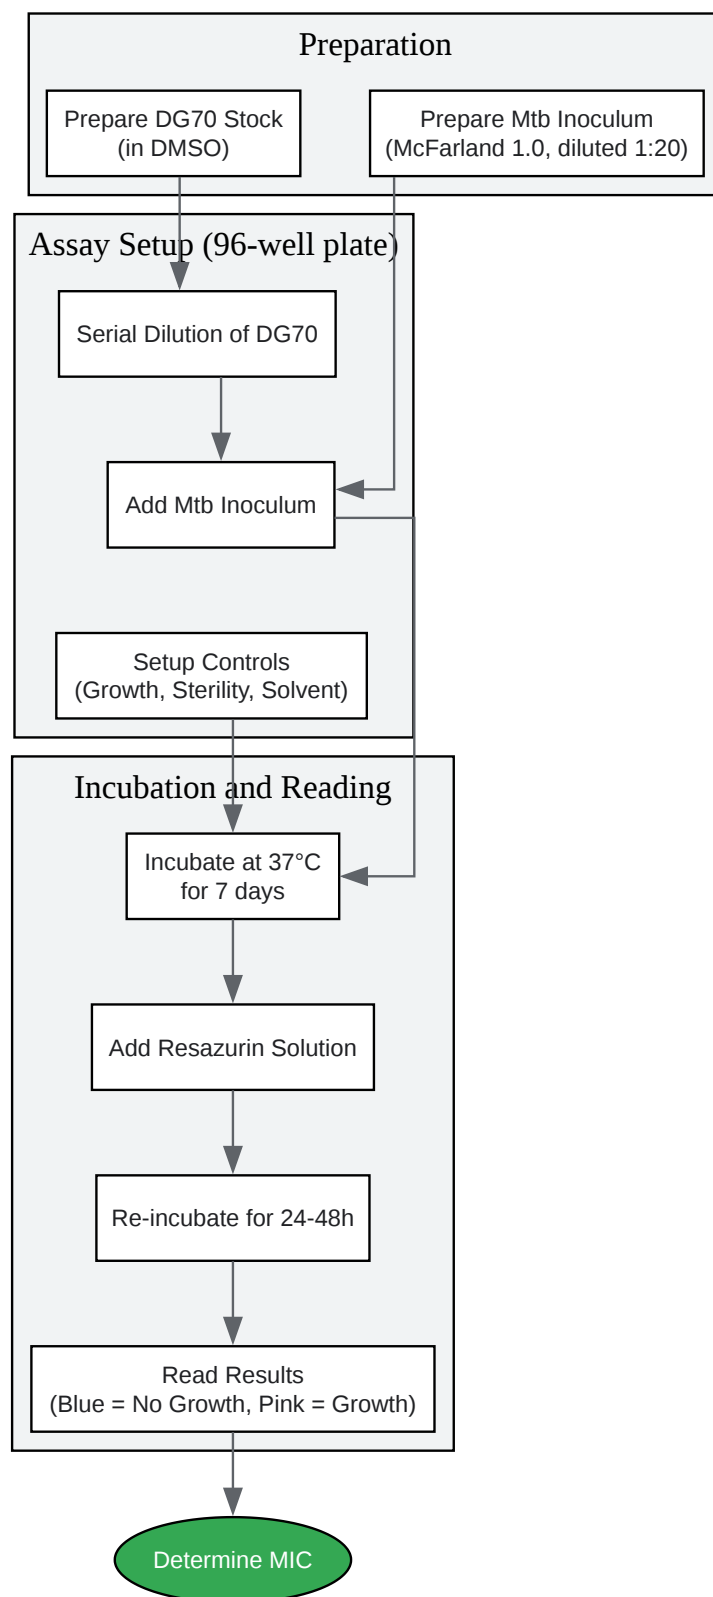 Preparation
Prepare DG70 Stock
(in DMSO)
Prepare Mtb Inoculum
(McFarland 1.0, diluted 1:20)
Assay Setup (96-well plate)
Serial Dilution of DG70
Add Mtb Inoculum
Setup Controls
(Growth, Sterility, Solvent)
Incubation and Reading
Incubate at 37°C
for 7 days
Add Resazurin Solution
Re-incubate for 24-48h
Read Results
(Blue = No Growth, Pink = Growth)
Determine MIC